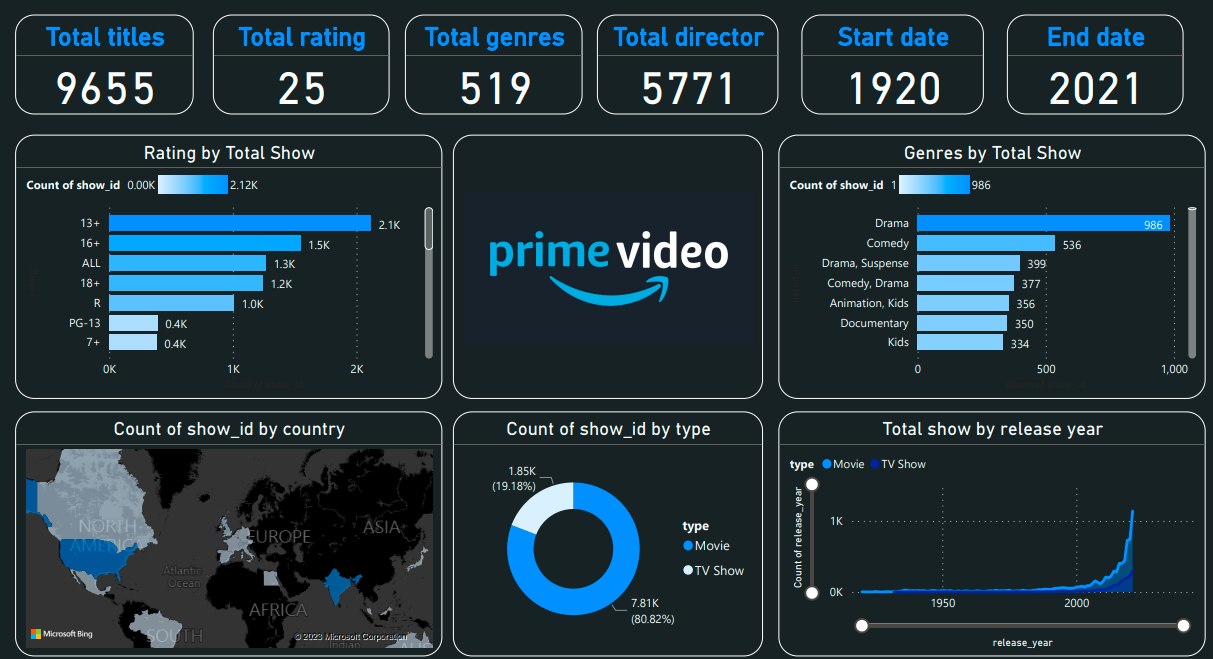 Total titles
9655
Total rating
25
Total genres
519
Total director
5771
Start date
1920
End date
2021
Rating by Total Show
Count of show_id 0.00K 2.12K
13+ 2.1K
16+ 1.5K
ALL 1.3K
18+ 1.2K
R 1.0K
PG-13 0.4K
7+ 0.4K
0K 1K 2K
prime video
Genres by Total Show
Count of show_id 1 986
Drama 986
Comedy 536
Drama, Suspense 399
Comedy, Drama 377
Animation, Kids 356
Documentary 350
Kids 334
0 500 1,000
Count of show_id by country
NORTH
AMERICA
EUROPE
ASIA
Atlantic
Ocean
AFRICA
SOUTH
Indian
Microsoft Bing
© 2023 Microsoft Corporation
Count of show_id by type
1.85K
(19.18%)
type
Movie
TV Show
7.81K
(80.82%)
Total show by release year
type Movie TV Show
Count of release_year
1K
0K
1950 2000
release_year